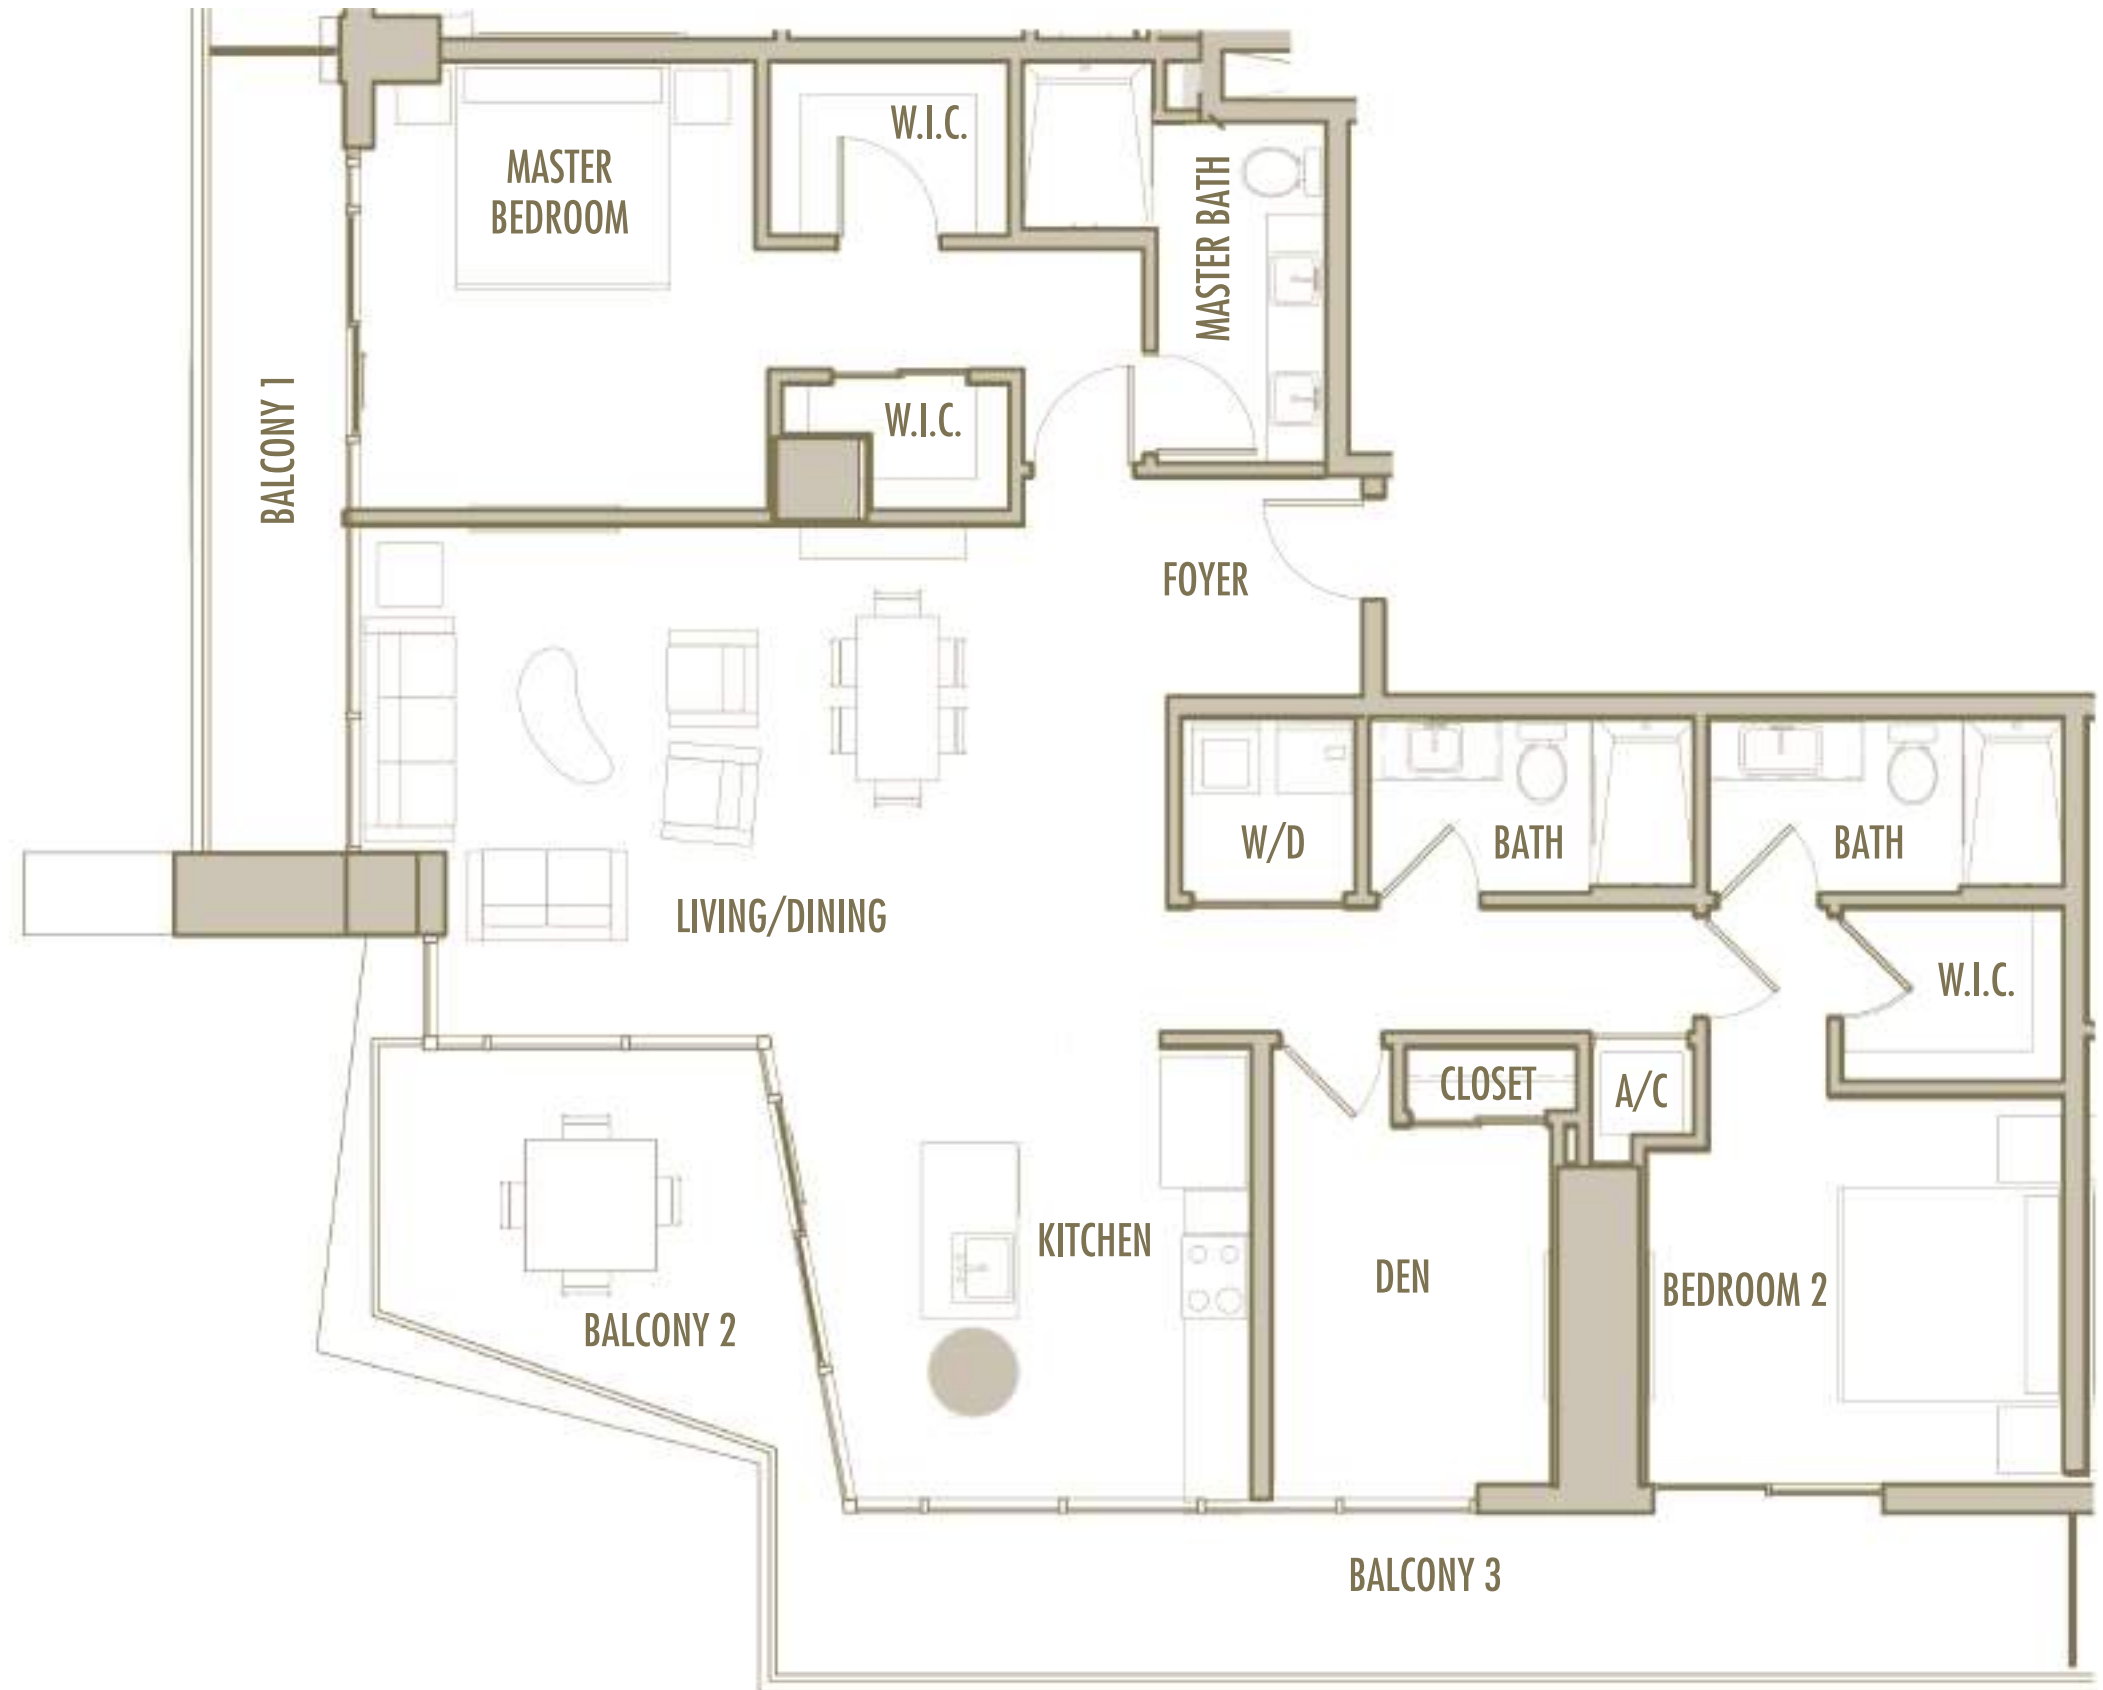 W.I.C.
MASTER
BEDROOM
MASTER BATH
W.I.C.
BALCONY 1
FOYER
W/D
BATH
BATH
LIVING/DINING
W.I.C.
CLOSET
A/C
KITCHEN
DEN
BEDROOM 2
BALCONY 2
BALCONY 3